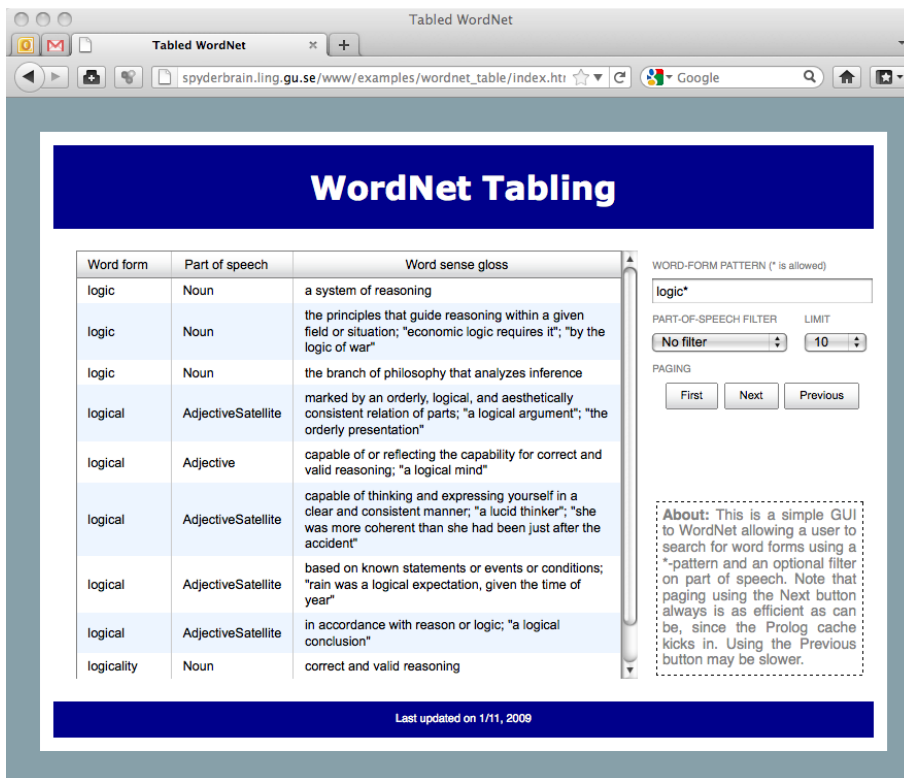 Tabled WordNet
Tabled WordNet
spyderbrain.ling.gu.se/www/examples/wordnet_table/index.htr
Google
WordNet Tabling
Word form Part of speech Word sense gloss
logic Noun a system of reasoning
logic Noun the principles that guide reasoning within a given
field or situation; "economic logic requires it"; "by the
logic of war"
logic Noun the branch of philosophy that analyzes inference
logical AdjectiveSatellite marked by an orderly, logical, and aesthetically
consistent relation of parts; "a logical argument"; "the
orderly presentation"
logical Adjective capable of or reflecting the capability for correct and
valid reasoning; "a logical mind"
logical AdjectiveSatellite capable of thinking and expressing yourself in a
clear and consistent manner; "a lucid thinker"; "she
was more coherent than she had been just after the
accident"
logical AdjectiveSatellite based on known statements or events or conditions;
"rain was a logical expectation, given the time of
year"
logical AdjectiveSatellite in accordance with reason or logic; "a logical
conclusion"
logicality Noun correct and valid reasoning
WORD-FORM PATTERN (* is allowed)
logic*
PART-OF-SPEECH FILTER LIMIT
No filter 10
PAGING
First Next Previous
About: This is a simple GUI
to WordNet allowing a user to
search for word forms using a
*-pattern and an optional filter
on part of speech. Note that
paging using the Next button
always is as efficient as can
be, since the Prolog cache
kicks in. Using the Previous
button may be slower.
Last updated on 1/11, 2009